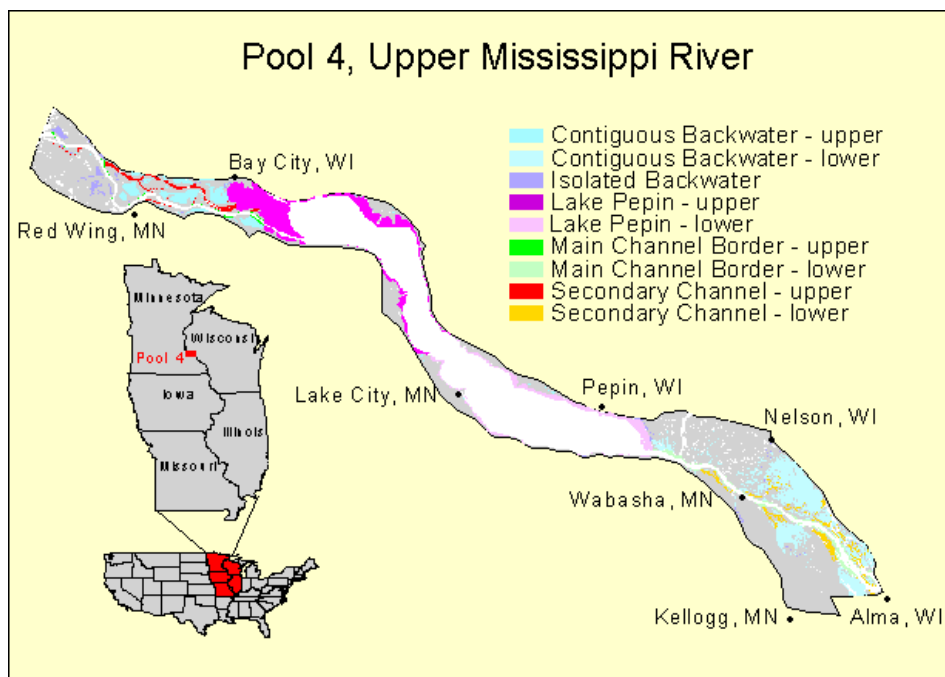 Pool 4, Upper Mississippi River
Contiguous Backwater - upper
Contiguous Backwater - lower
Isolated Backwater
Lake Pepin - upper
Lake Pepin - lower
Main Channel Border - upper
Main Channel Border - lower
Secondary Channel - upper
Secondary Channel - lower
Bay City, WI
Red Wing, MN
Minnesota
Wisconsi
Pool 4
Iowa
Illinois
Missouri
Lake City, MN
Pepin, WI
Nelson, WI
Wabasha, MN
Kellogg, MN
Alma, WI